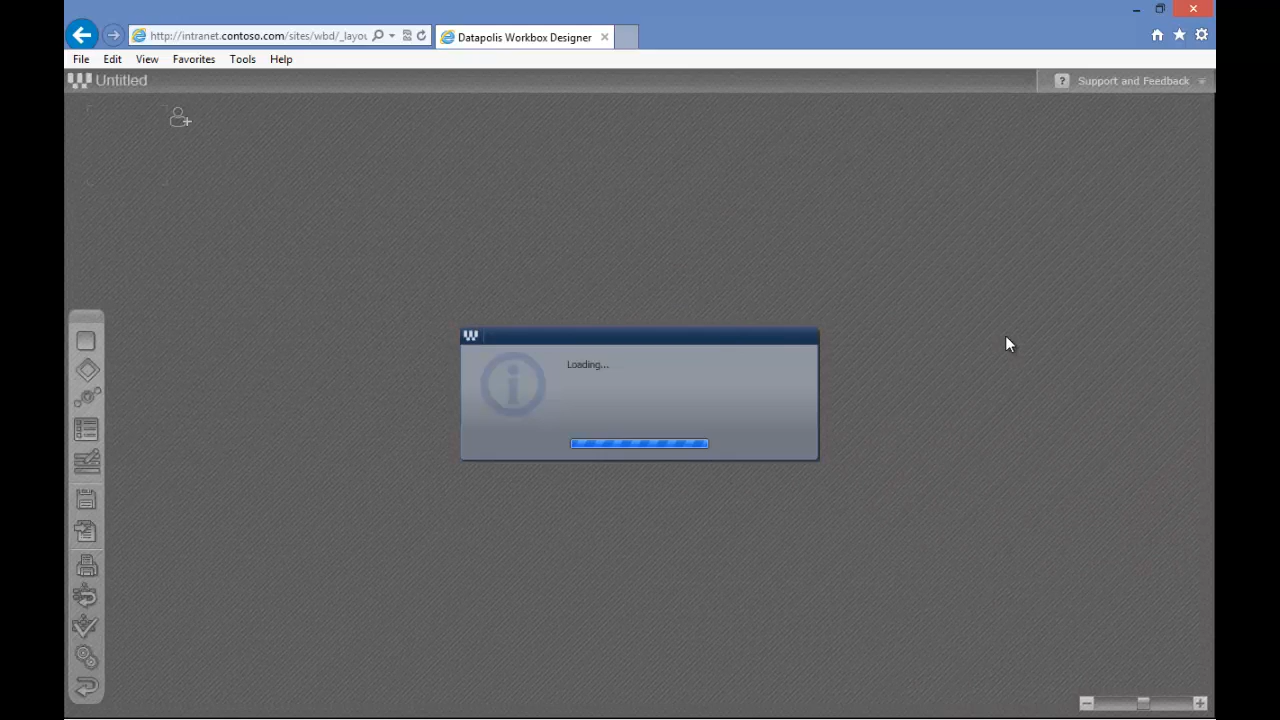 http://intranet.contoso.com/sites/wbd/_layou
Datapolis Workbox Designer
File Edit View Favorites Tools Help
Untitled
? Support and Feedback
Loading...